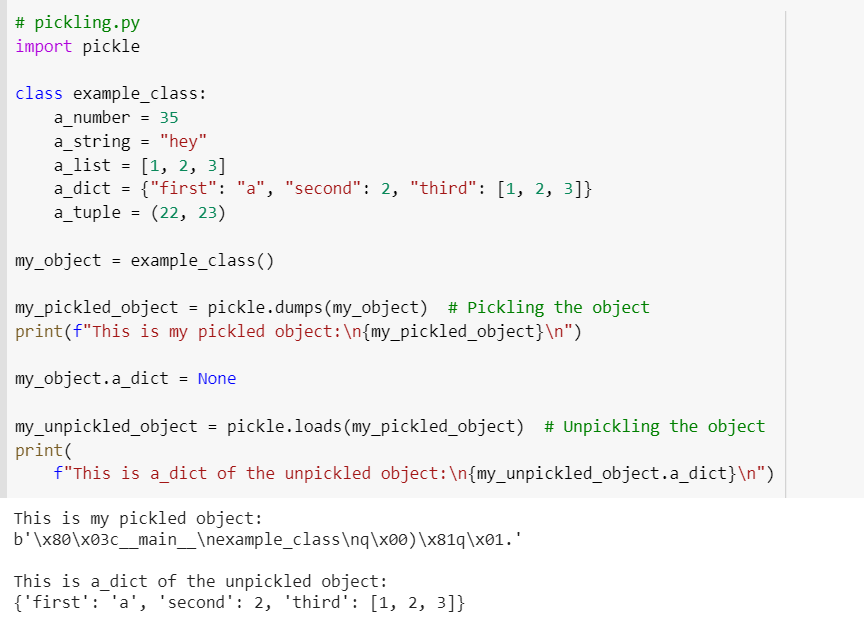 # pickling.py
import pickle

class example_class:
    a_number = 35
    a_string = "hey"
    a_list = [1, 2, 3]
    a_dict = {"first": "a", "second": 2, "third": [1, 2, 3]}
    a_tuple = (22, 23)

my_object = example_class()

my_pickled_object = pickle.dumps(my_object)  # Pickling the object
print(f"This is my pickled object:\n{my_pickled_object}\n")

my_object.a_dict = None

my_unpickled_object = pickle.loads(my_pickled_object)  # Unpickling the object
print(
    f"This is a_dict of the unpickled object:\n{my_unpickled_object.a_dict}\n")

This is my pickled object:
b'\x80\x03c__main__\nexample_class\nq\x00)\x81q\x01.'

This is a_dict of the unpickled object:
{'first': 'a', 'second': 2, 'third': [1, 2, 3]}